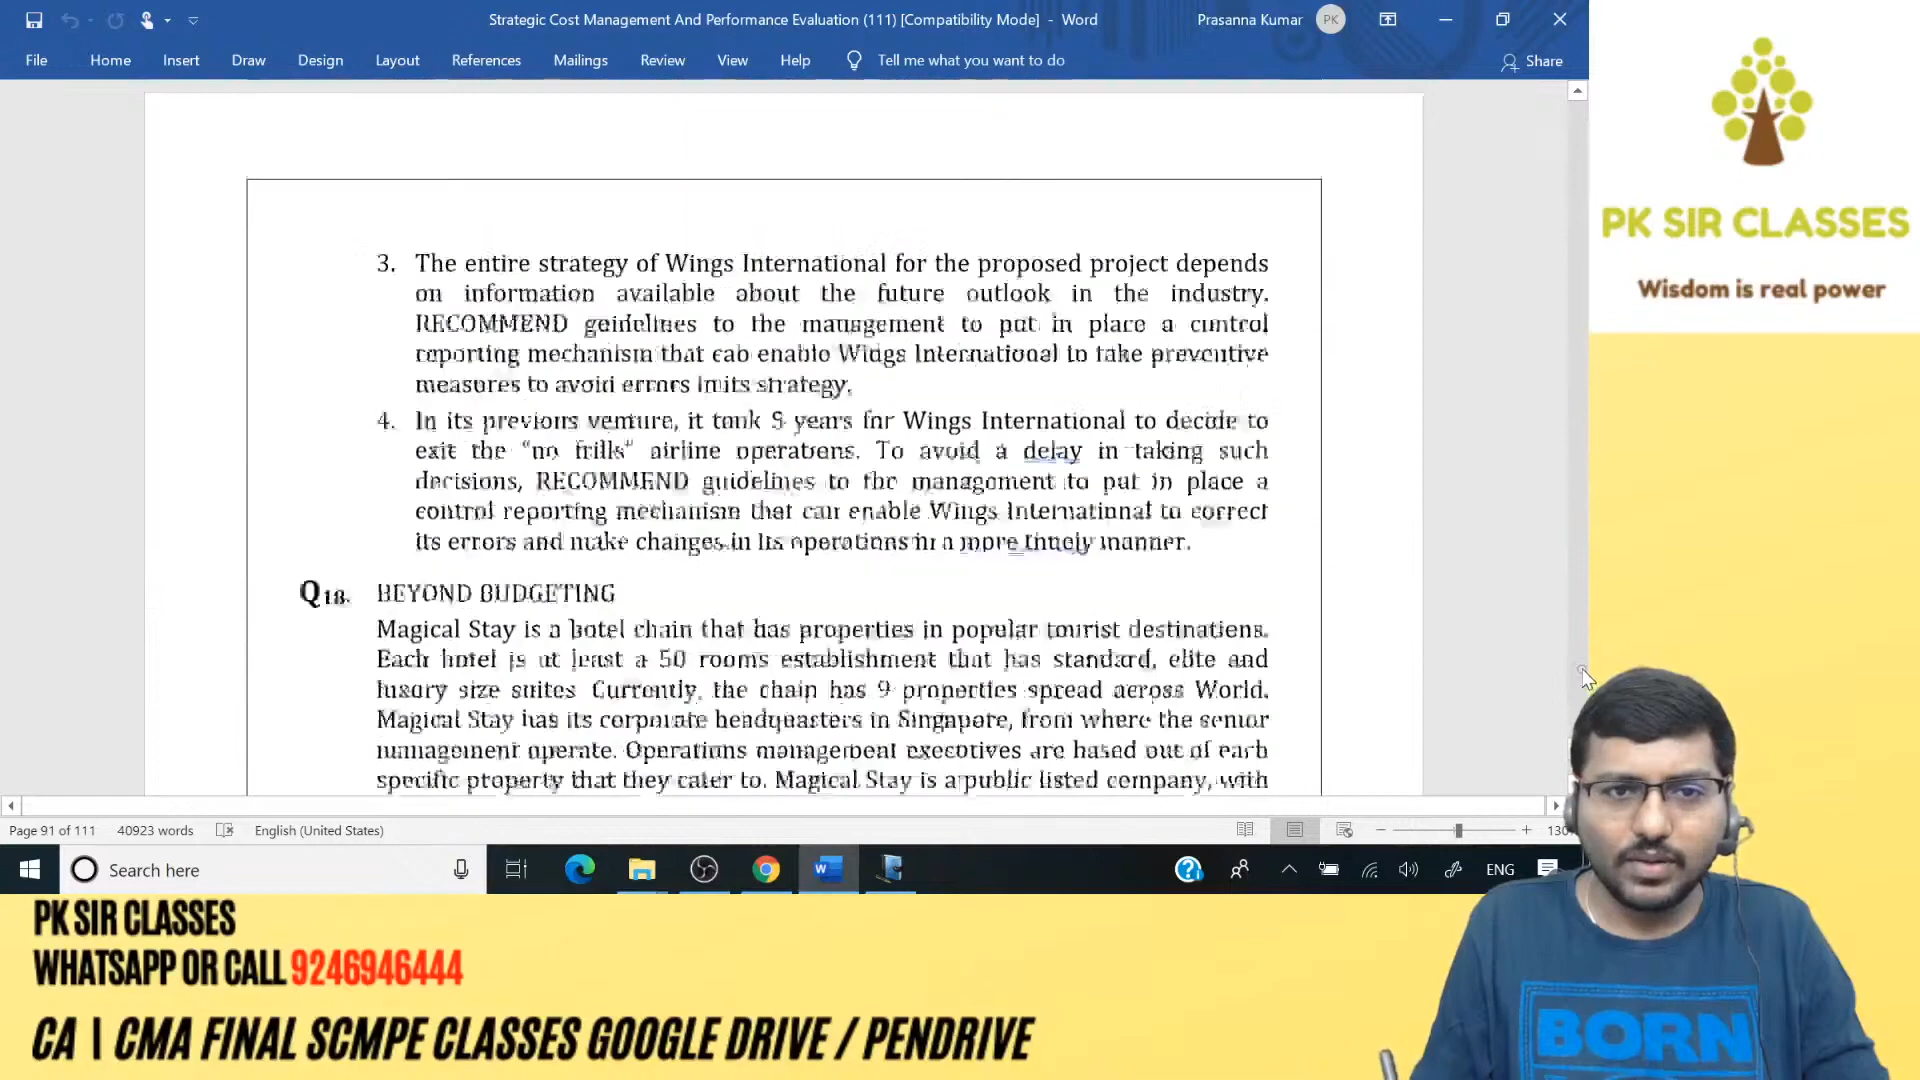 Strategic Cost Management And Performance Evaluation (111) [Compatibility Mode] - Word
Prasanna Kumar
PK
File Home Insert Draw Design Layout References Mailings Review View Help Tell me what you want to do
Share
PK SIR CLASSES
Wisdom is real power
3. The entire strategy of Wings International for the proposed project depends
on information available about the future outlook in the industry.
RECOMMEND guidelines to the management to put in place a control
reporting mechanism that can enable Wings International to take preventive
measures to avoid errors in its strategy.
4. In its previous venture, it took 5 years for Wings International to decide to
exit the "no frills" airline operations. To avoid a delay in taking such
decisions, RECOMMEND guidelines to the management to put in place a
control reporting mechanism that can enable Wings International to correct
its errors and make changes in its operations in a more timely manner.
Q18. BEYOND BUDGETING
Magical Stay is a hotel chain that has properties in popular tourist destinations.
Each hotel is at least a 50 rooms establishment that has standard, elite and
luxury size suites Currently, the chain has 9 properties spread across World.
Magical Stay has its corporate headquarters in Singapore, from where the senior
management operate. Operations management executives are based out of each
specific property that they cater to. Magical Stay is a public listed company, with
Page 91 of 111 40923 words English (United States)
130
Search here
ENG
PK SIR CLASSES
WHATSAPP OR CALL 9246946444
CA \ CMA FINAL SCMPE CLASSES GOOGLE DRIVE / PENDRIVE
BORN